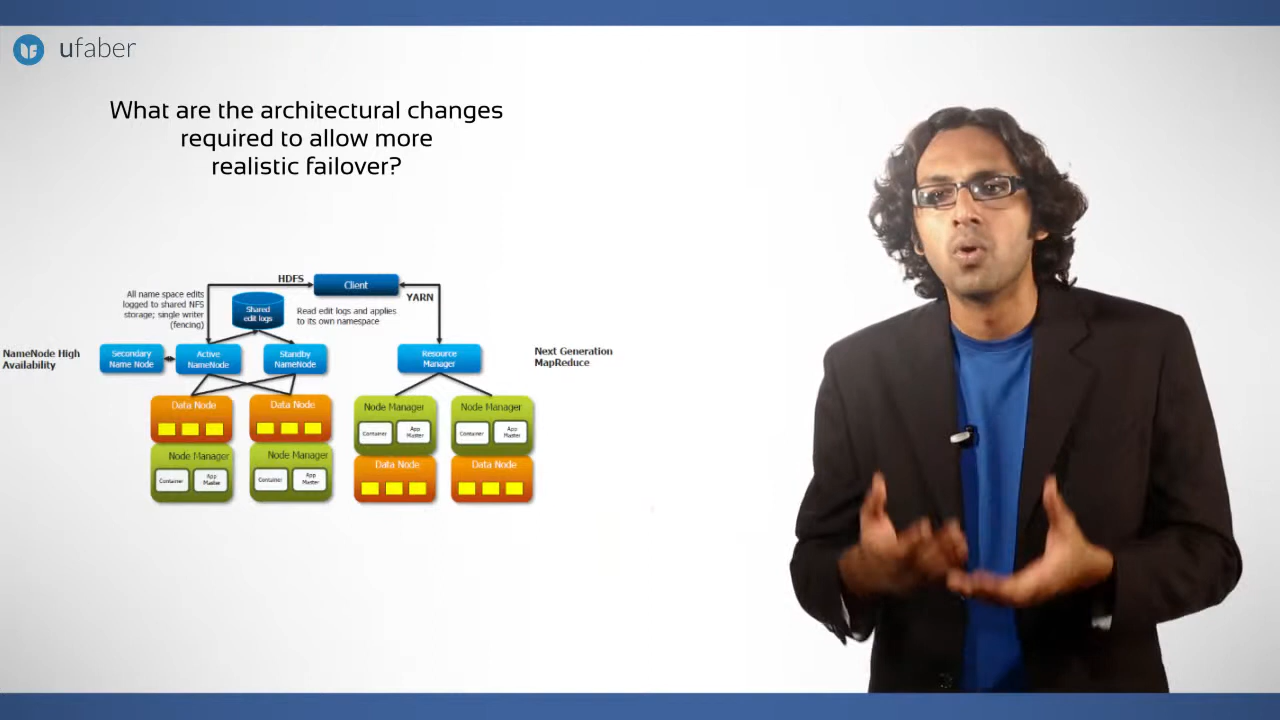 ufaber
What are the architectural changes
required to allow more
realistic failover?
HDFS
Client
YARN
All name space edits
logged to shared NFS
storage; single writer
(fencing)
Shared
edit logs
Read edit logs and applies
to its own namespace
NameNode High
Availability
Secondary
Name Node
Active
NameNode
Standby
NameNode
Resource
Manager
Next Generation
MapReduce
Data Node
Data Node
Node Manager
Container
App
Master
Node Manager
Container
App
Master
Node Manager
Container
App
Master
Node Manager
Container
App
Master
Data Node
Data Node